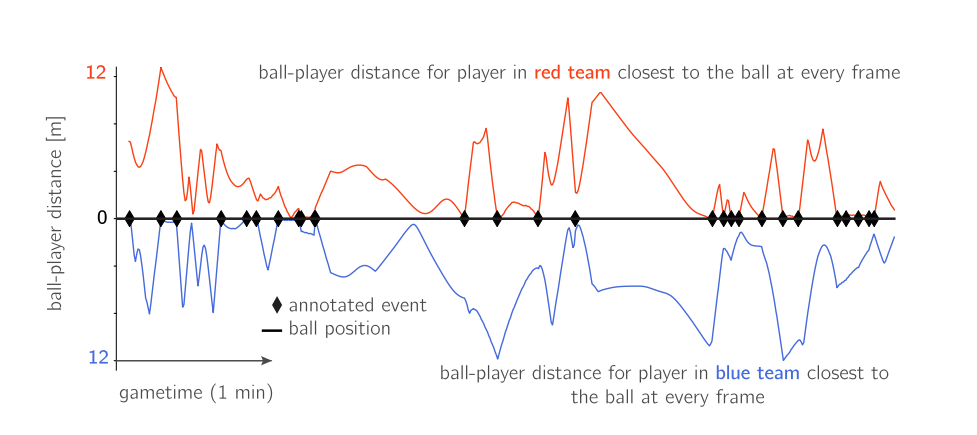 12
ball-player distance for player in red team closest to the ball at every frame
ball-player distance [m]
0
annotated event
ball position
12
ball-player distance for player in blue team closest to
the ball at every frame
gametime (1 min)